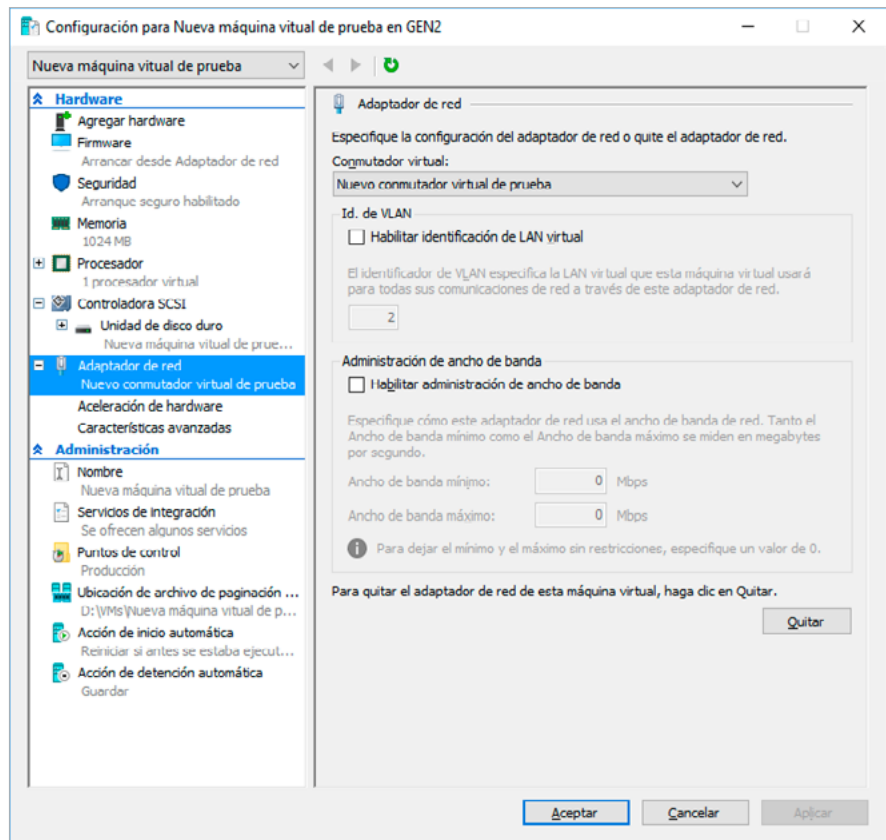 Configuración para Nueva máquina vitual de prueba en GEN2
Nueva máquina vitual de prueba
Hardware
Agregar hardware
Firmware
Arrancar desde Adaptador de red
Seguridad
Arranque seguro habilitado
Memoria
1024 MB
Procesador
1 procesador virtual
Controladora SCSI
Unidad de disco duro
Nueva máquina vitual de prue...
Adaptador de red
Nuevo conmutador virtual de prueba
Aceleración de hardware
Características avanzadas
Administración
Nombre
Nueva máquina vitual de prueba
Servicios de integración
Se ofrecen algunos servicios
Puntos de control
Producción
Ubicación de archivo de paginación ...
D:\VMs\Nueva máquina vitual de p...
Acción de inicio automática
Reiniciar si antes se estaba ejecut...
Acción de detención automática
Guardar
Adaptador de red
Especifique la configuración del adaptador de red o quite el adaptador de red.
Conmutador virtual:
Nuevo conmutador virtual de prueba
Id. de VLAN
Habilitar identificación de LAN virtual
El identificador de VLAN especifica la LAN virtual que esta máquina virtual usará
para todas sus comunicaciones de red a través de este adaptador de red.
2
Administración de ancho de banda
Habilitar administración de ancho de banda
Especifique cómo este adaptador de red usa el ancho de banda de red. Tanto el
Ancho de banda mínimo como el Ancho de banda máximo se miden en megabytes
por segundo.
Ancho de banda mínimo: 0 Mbps
Ancho de banda máximo: 0 Mbps
Para dejar el mínimo y el máximo sin restricciones, especifique un valor de 0.
Para quitar el adaptador de red de esta máquina virtual, haga clic en Quitar.
Quitar
Aceptar Cancelar Aplicar